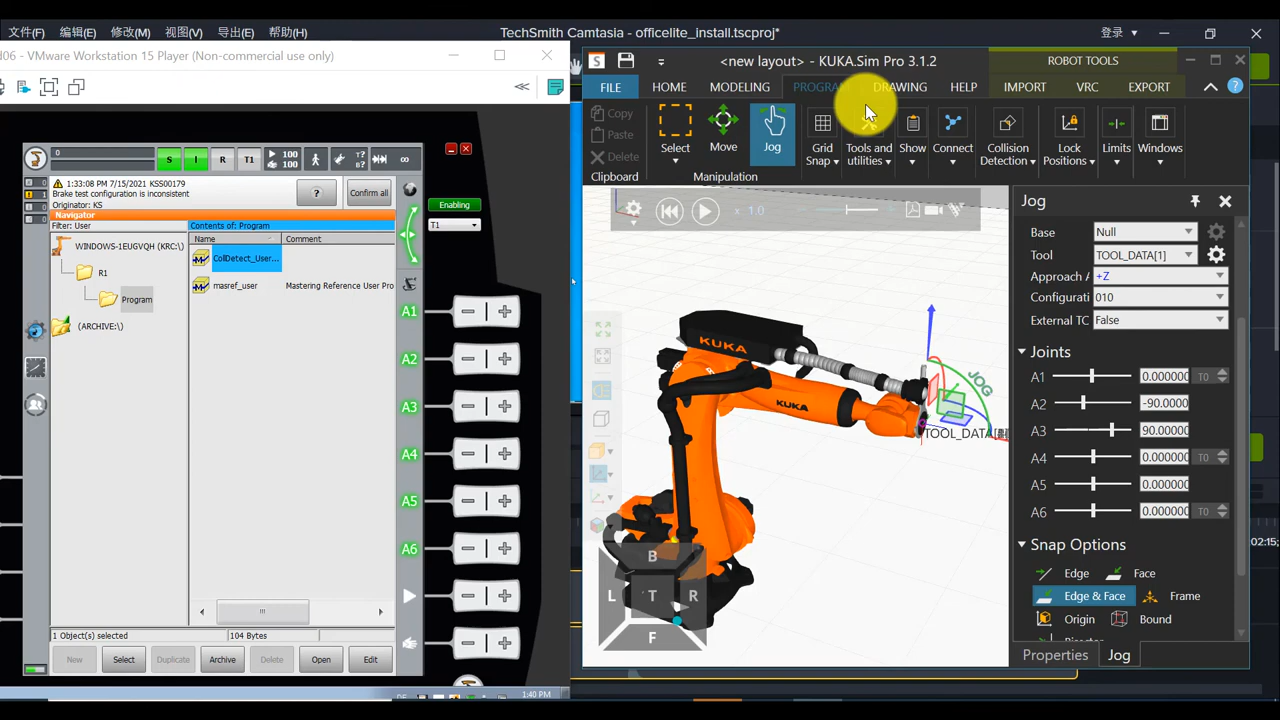 文件(F) 编辑(E) 修改(M) 导出(E) 帮助(H) TechSmith Camtasia - officelite_install.tscproj* 登录
d06 - VMware Workstation 15 Player (Non-commercial use only)
0 S I R T1 100 100 ∞
1:33:08 PM 7/15/2021 KSS00179
Brake test configuration is inconsistent
Originator: KS
? Confirm all
Navigator
Filter: User
Contents of: Program
Name Comment
WINDOWS-1EUGVQH (KRC:\)
R1
Program
(ARCHIVE:\)
CollDetect_User...
masref_user Mastering Reference User Pro
1 Object(s) selected 104 Bytes
New Select Duplicate Archive Delete Open Edit
Enabling
T1
A1
A2
A3
A4
A5
A6
DE 1:40 PM
<new layout> - KUKA.Sim Pro 3.1.2
ROBOT TOOLS
FILE HOME MODELING PROGRAM DRAWING HELP IMPORT VRC EXPORT
Copy
Paste
Delete
Clipboard
Select Move Jog
Manipulation
Grid Snap
Tools and utilities
Show
Connect
Collision Detection
Lock Positions
Limits
Windows
x 1.0
KUKA
KUKA
JOG
TOOL_DATA[
B
L T R
F
Jog
Base Null
Tool TOOL_DATA[1]
Approach A +Z
Configurati 010
External TC False
Joints
A1 0.000000 T0
A2 -90.0000
A3 90.0000
A4 0.000000 T0
A5 0.000000
A6 0.000000 T0
Snap Options
Edge Face
Edge & Face Frame
Origin Bound
Properties Jog
02:15;